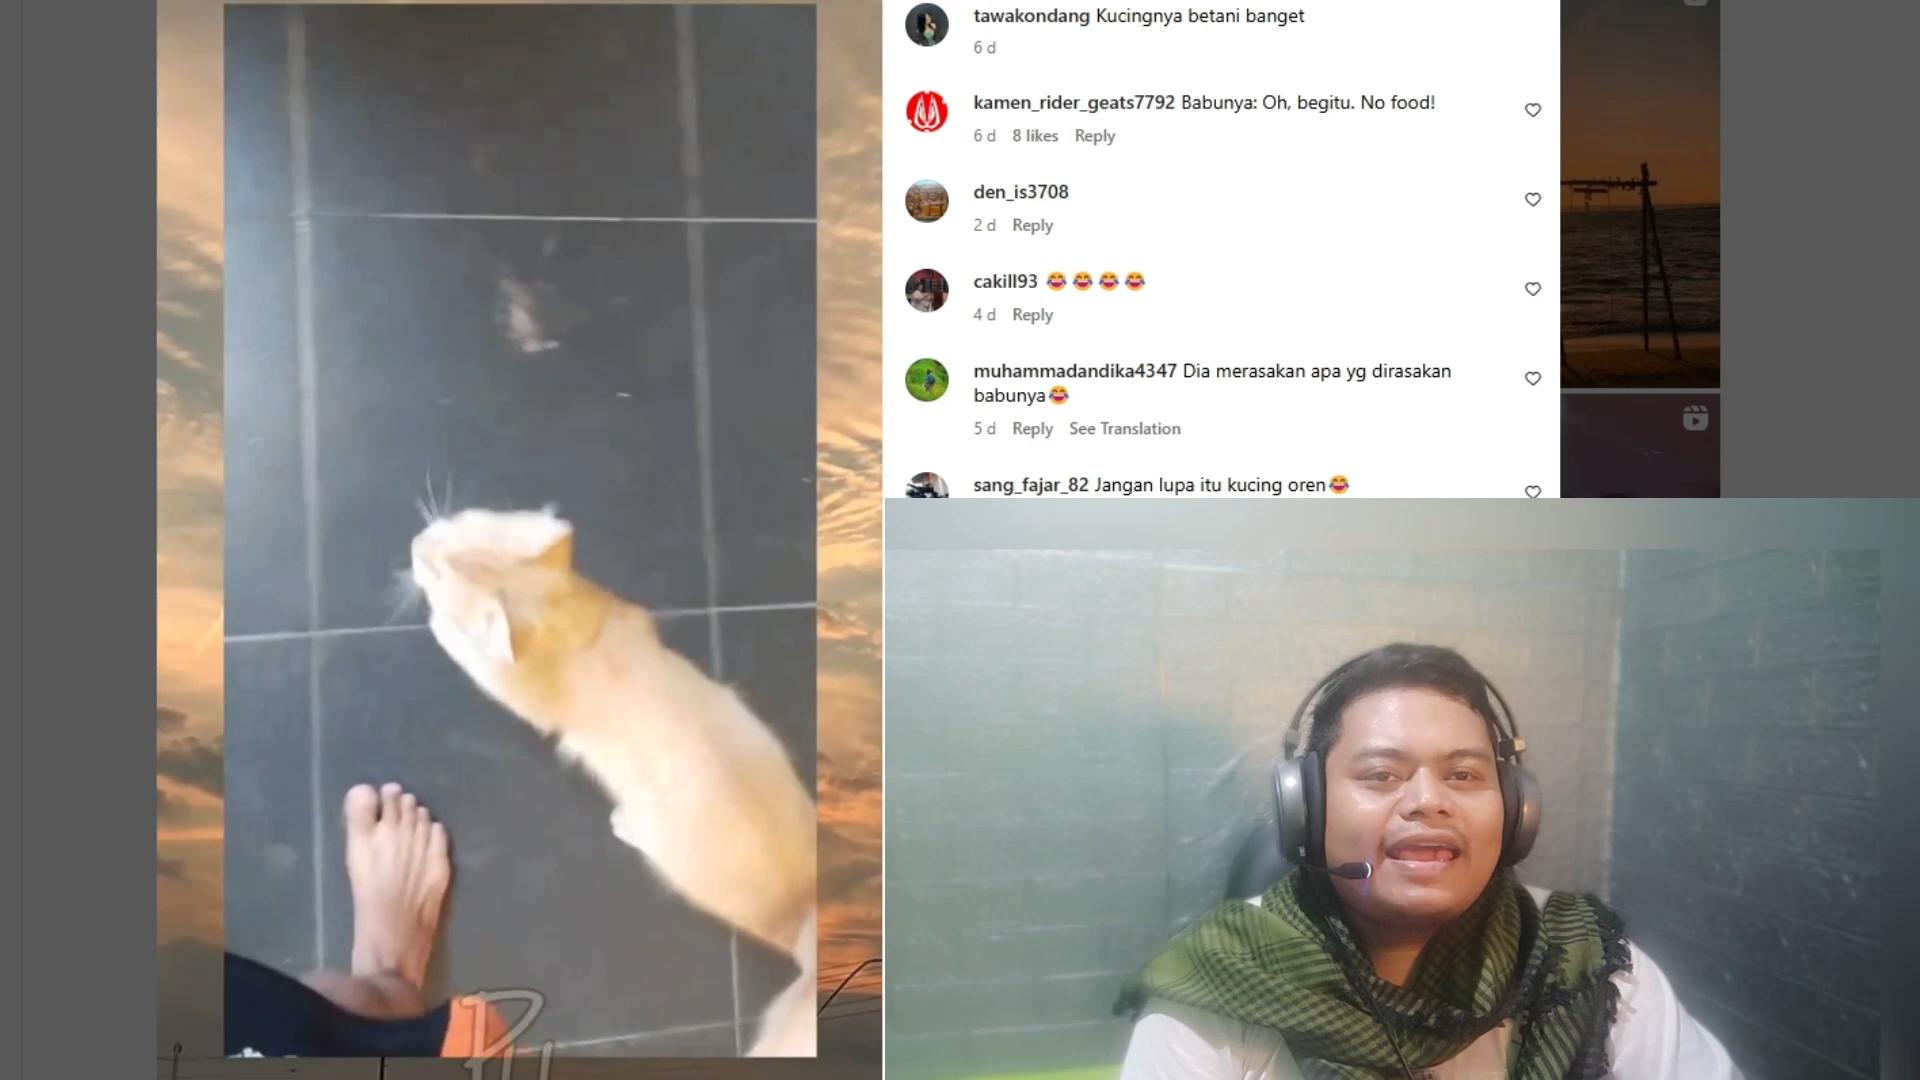 tawakondang Kucingnya betani banget
6 d
kamen_rider_geats7792 Babunya: Oh, begitu. No food!
6 d 8 likes Reply
den_is3708
2 d Reply
cakill93 😂😂😂😂
4 d Reply
muhammadandika4347 Dia merasakan apa yg dirasakan
babunya😂
5 d Reply See Translation
sang_fajar_82 Jangan lupa itu kucing oren😂